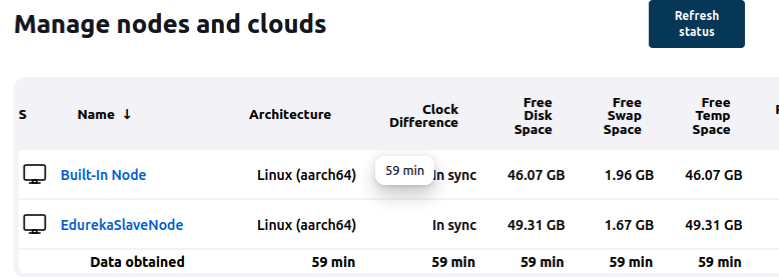 Manage nodes and clouds
Refresh
status
S Name ↓ Architecture Clock Difference Free Disk Space Free Swap Space Free Temp Space
Built-In Node Linux (aarch64) 59 min In sync 46.07 GB 1.96 GB 46.07 GB
EdurekaSlaveNode Linux (aarch64) In sync 49.31 GB 1.67 GB 49.31 GB
Data obtained 59 min 59 min 59 min 59 min 59 min